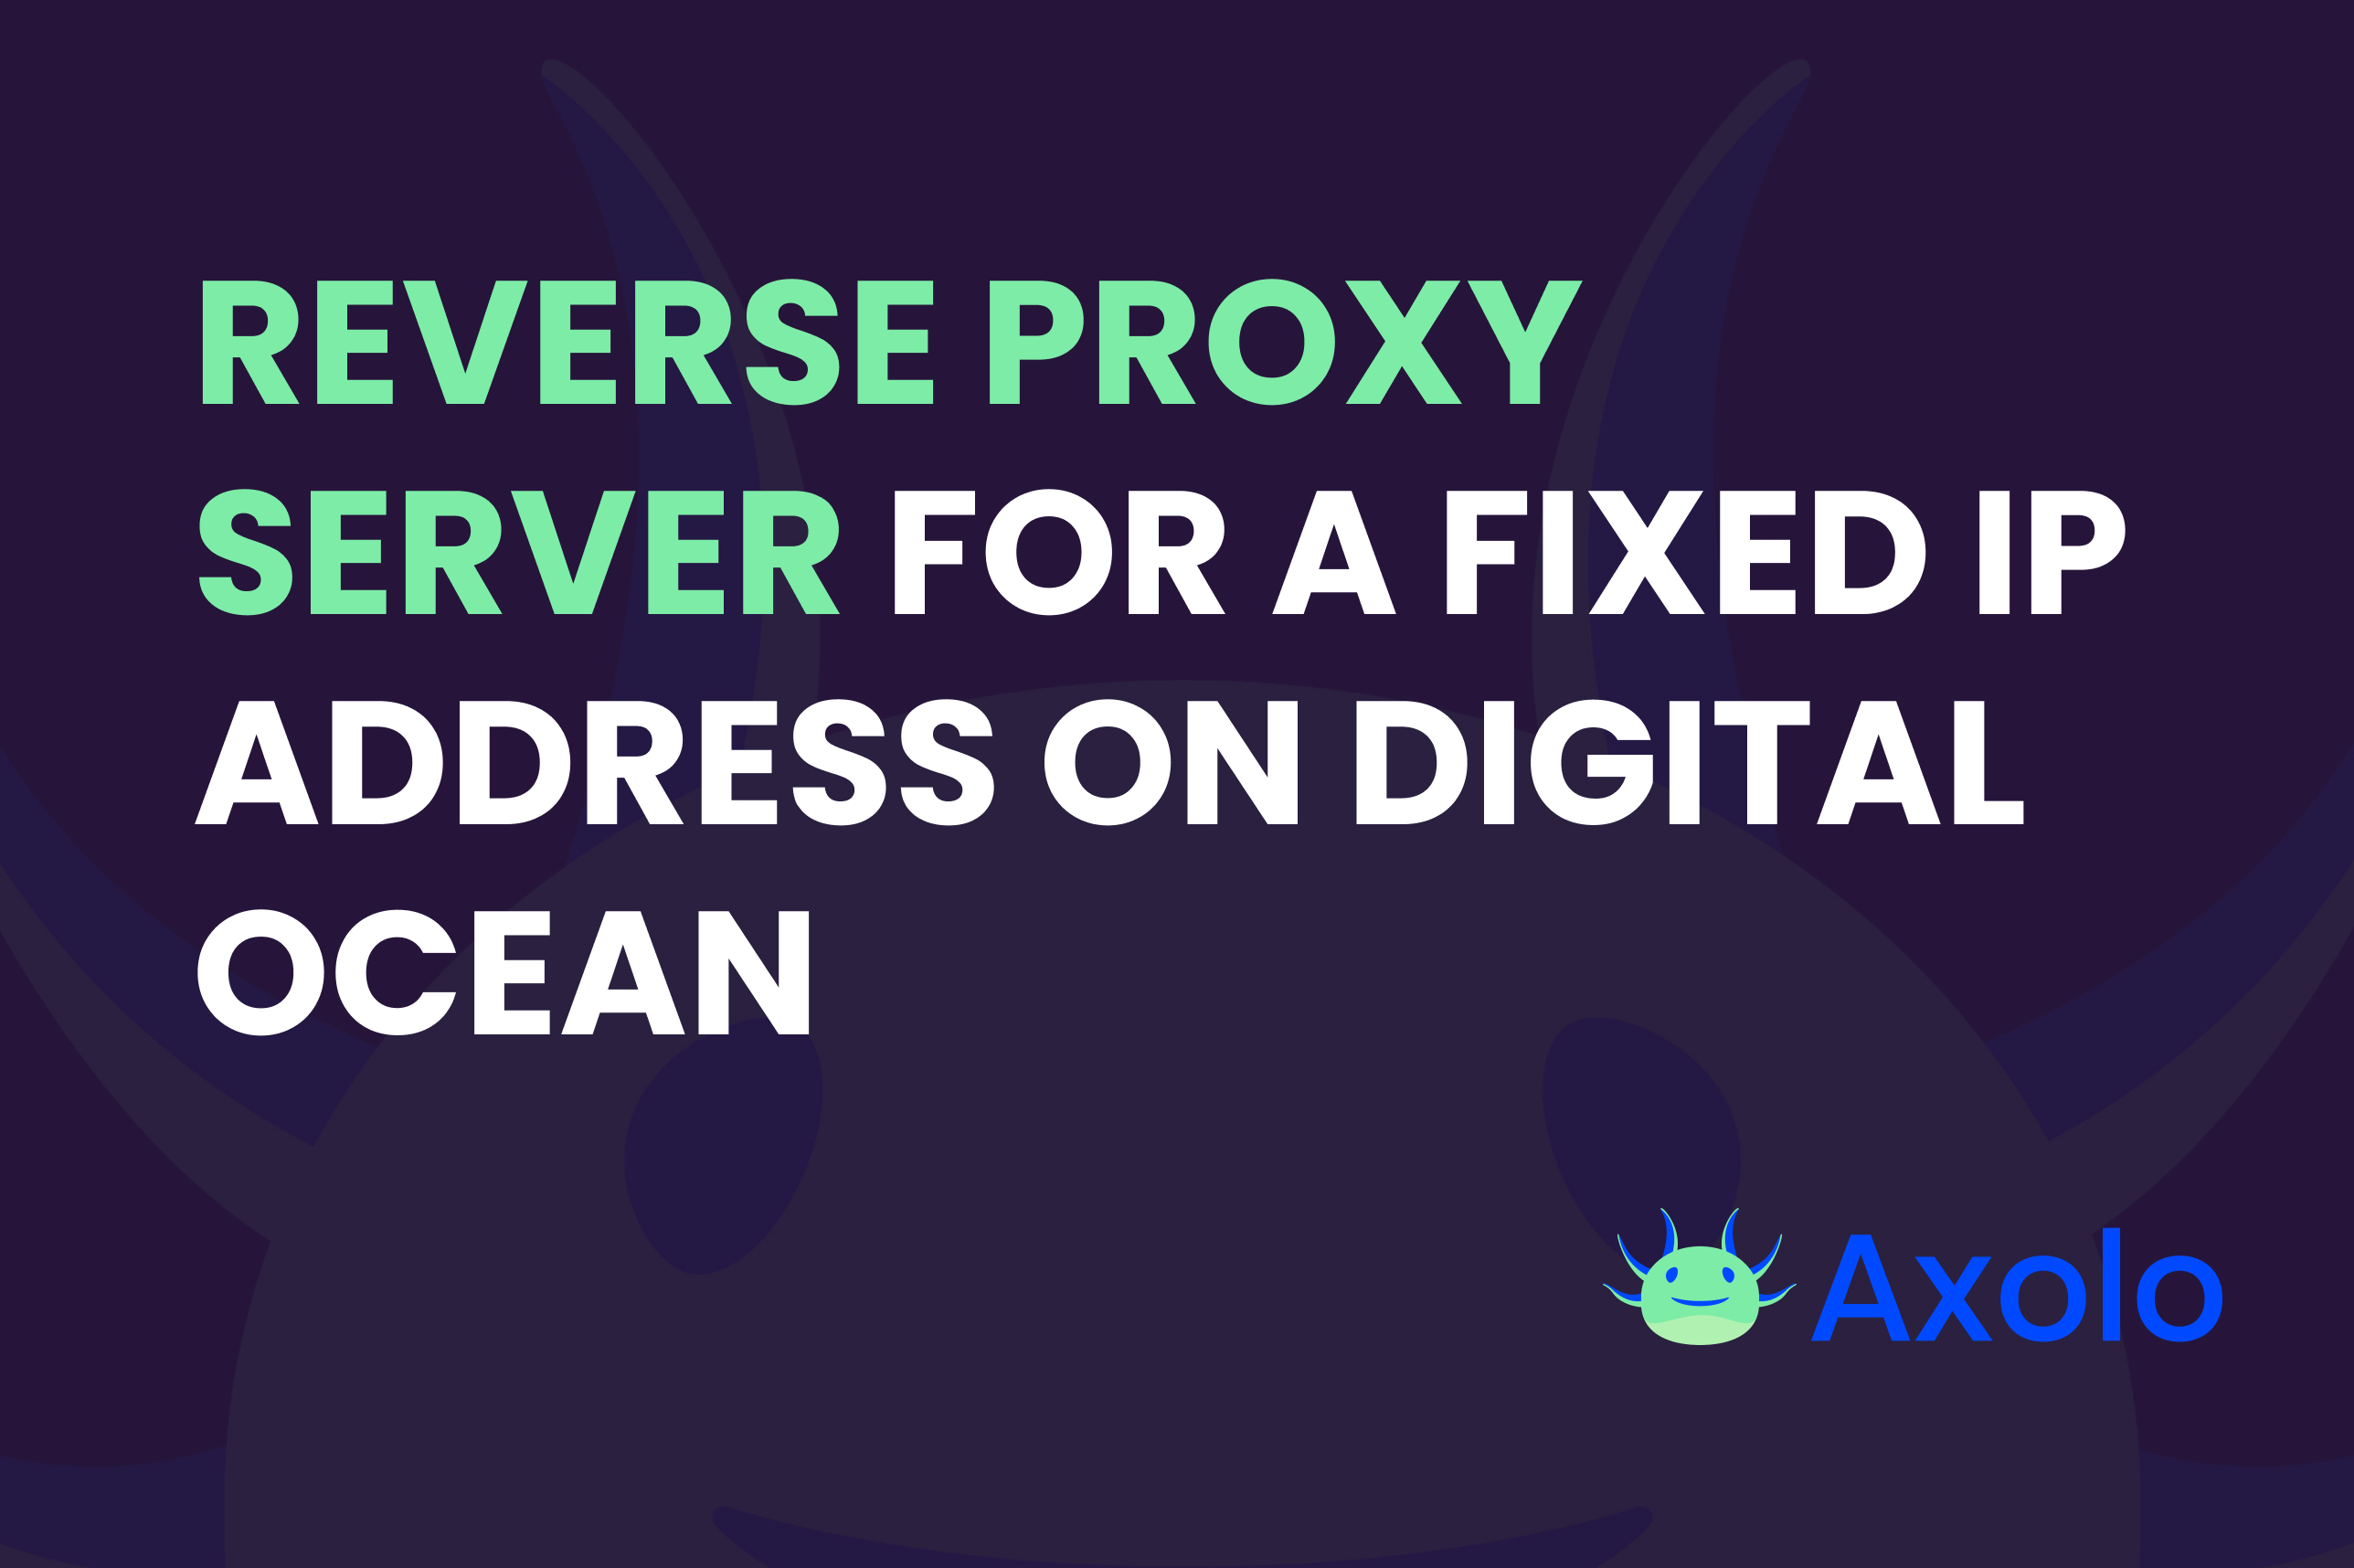 REVERSE PROXY
SERVER FOR A FIXED IP
ADDRESS ON DIGITAL
OCEAN
Axolo